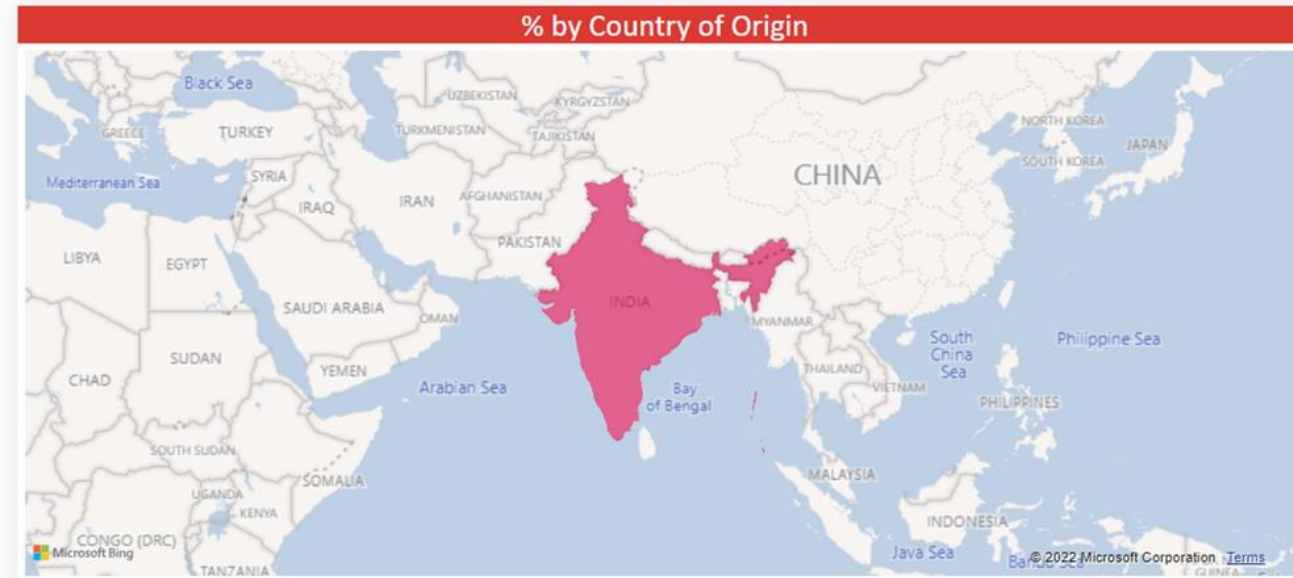 % by Country of Origin
Black Sea
UZBEKISTAN
KYRGYZSTAN
GREECE
TURKEY
TURKMENISTAN
TAJIKISTAN
NORTH KOREA
JAPAN
SOUTH KOREA
Mediterranean Sea
SYRIA
CHINA
IRAQ
IRAN
AFGHANISTAN
PAKISTAN
LIBYA
EGYPT
SAUDI ARABIA
OMAN
INDIA
MYANMAR
SUDAN
YEMEN
Arabian Sea
Bay
of Bengal
THAILAND
VIETNAM
South
China
Sea
Philippine Sea
CHAD
PHILIPPINES
SOUTH SUDAN
SOMALIA
MALAYSIA
UGANDA
KENYA
INDONESIA
CONGO (DRC)
Microsoft Bing
TANZANIA
Java Sea
© 2022 Microsoft Corporation Terms